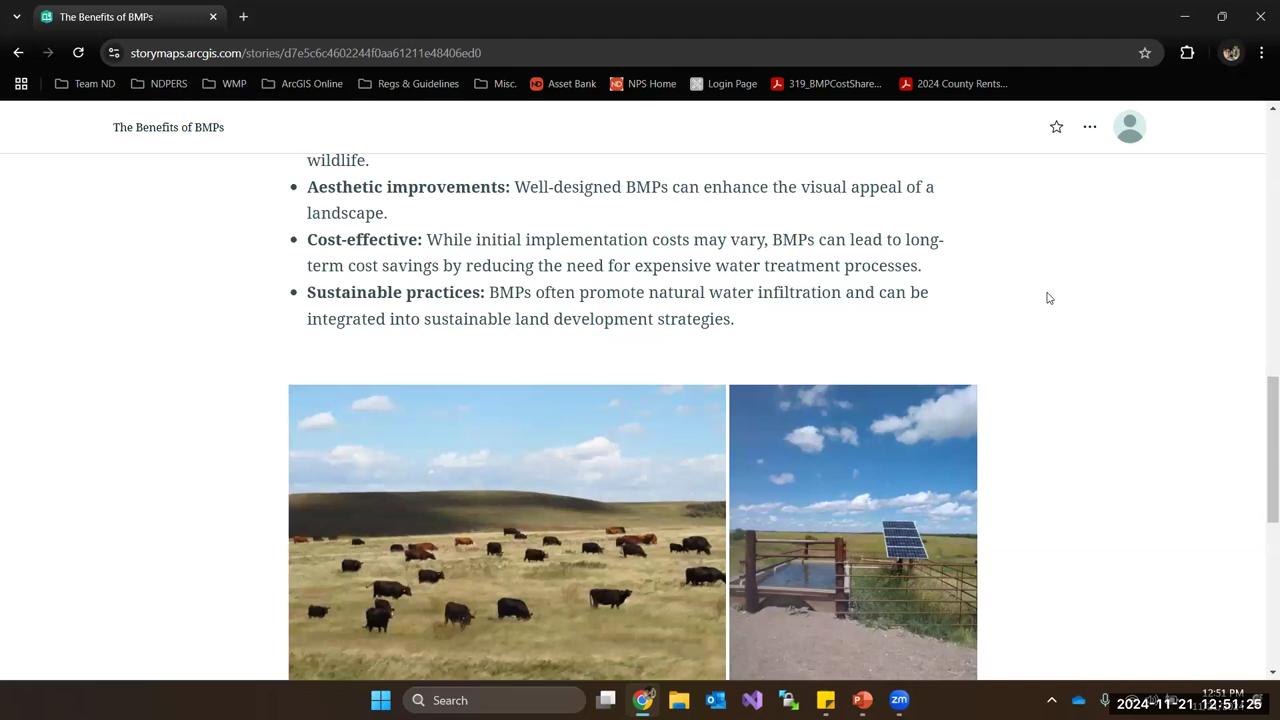 The Benefits of BMPs
storymaps.arcgis.com/stories/d7e5c6c4602244f0aa61211e48406ed0
Team ND NDPERS WMP ArcGIS Online Regs & Guidelines Misc. Asset Bank NPS Home Login Page 319_BMPCostShare... 2024 County Rents...
The Benefits of BMPs
wildlife.
Aesthetic improvements: Well-designed BMPs can enhance the visual appeal of a
landscape.
Cost-effective: While initial implementation costs may vary, BMPs can lead to long-
term cost savings by reducing the need for expensive water treatment processes.
Sustainable practices: BMPs often promote natural water infiltration and can be
integrated into sustainable land development strategies.
Search
12:51 PM
2024-11-21 12:51:25